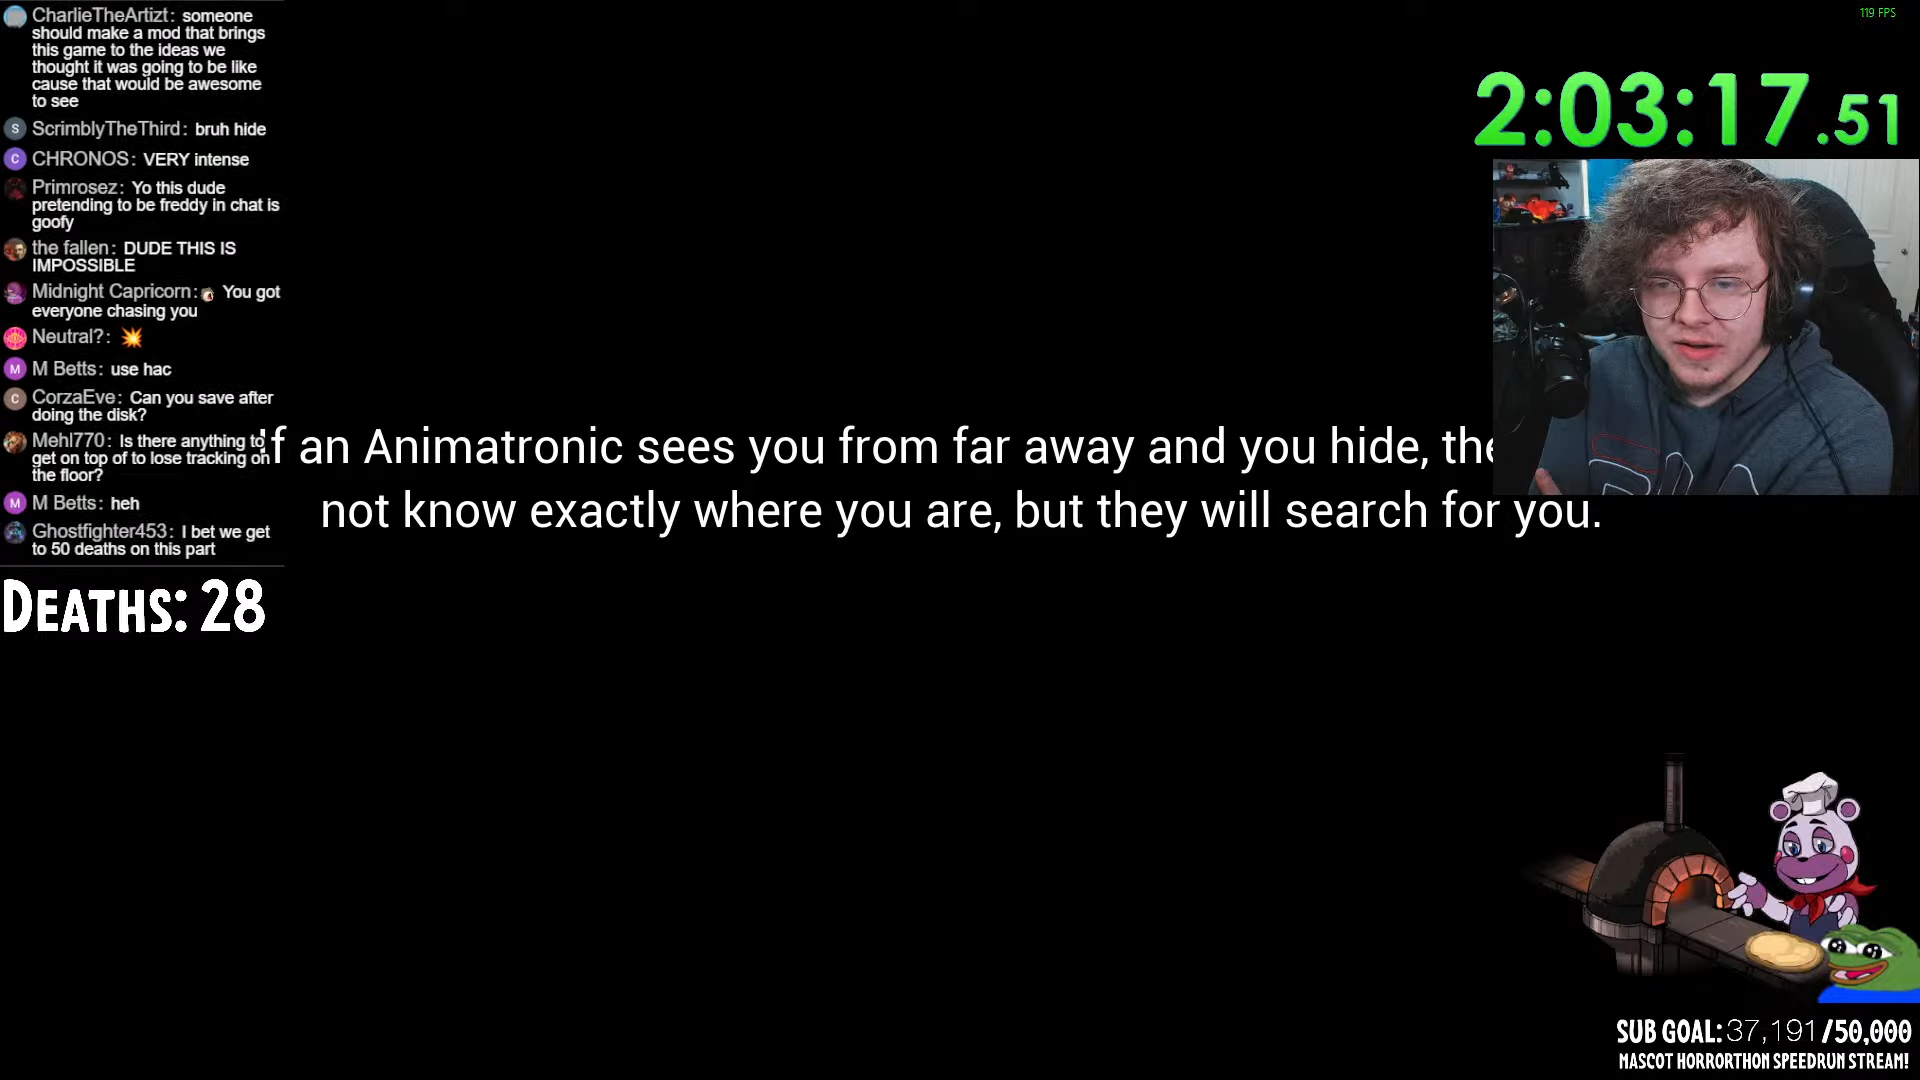 CharlieTheArtizt: someone
should make a mod that brings
this game to the ideas we
thought it was going to be like
cause that would be awesome
to see
S ScrimblyTheThird: bruh hide
C CHRONOS: VERY intense
Primrosez: Yo this dude
pretending to be freddy in chat is
goofy
the fallen: DUDE THIS IS
IMPOSSIBLE
Midnight Capricorn: You got
everyone chasing you
Neutral?: 💥
M M Betts: use hac
C CorzaEve: Can you save after
doing the disk?
Mehl770: Is there anything to
get on top of to lose tracking on
the floor?
M M Betts: heh
Ghostfighter453: I bet we get
to 50 deaths on this part
DEATHS: 28
If an Animatronic sees you from far away and you hide,
not know exactly where you are, but they will search for you.
119 FPS
2:03:17.51
SUB GOAL: 37,191/50,000
MASCOT HORRORTHON SPEEDRUN STREAM!